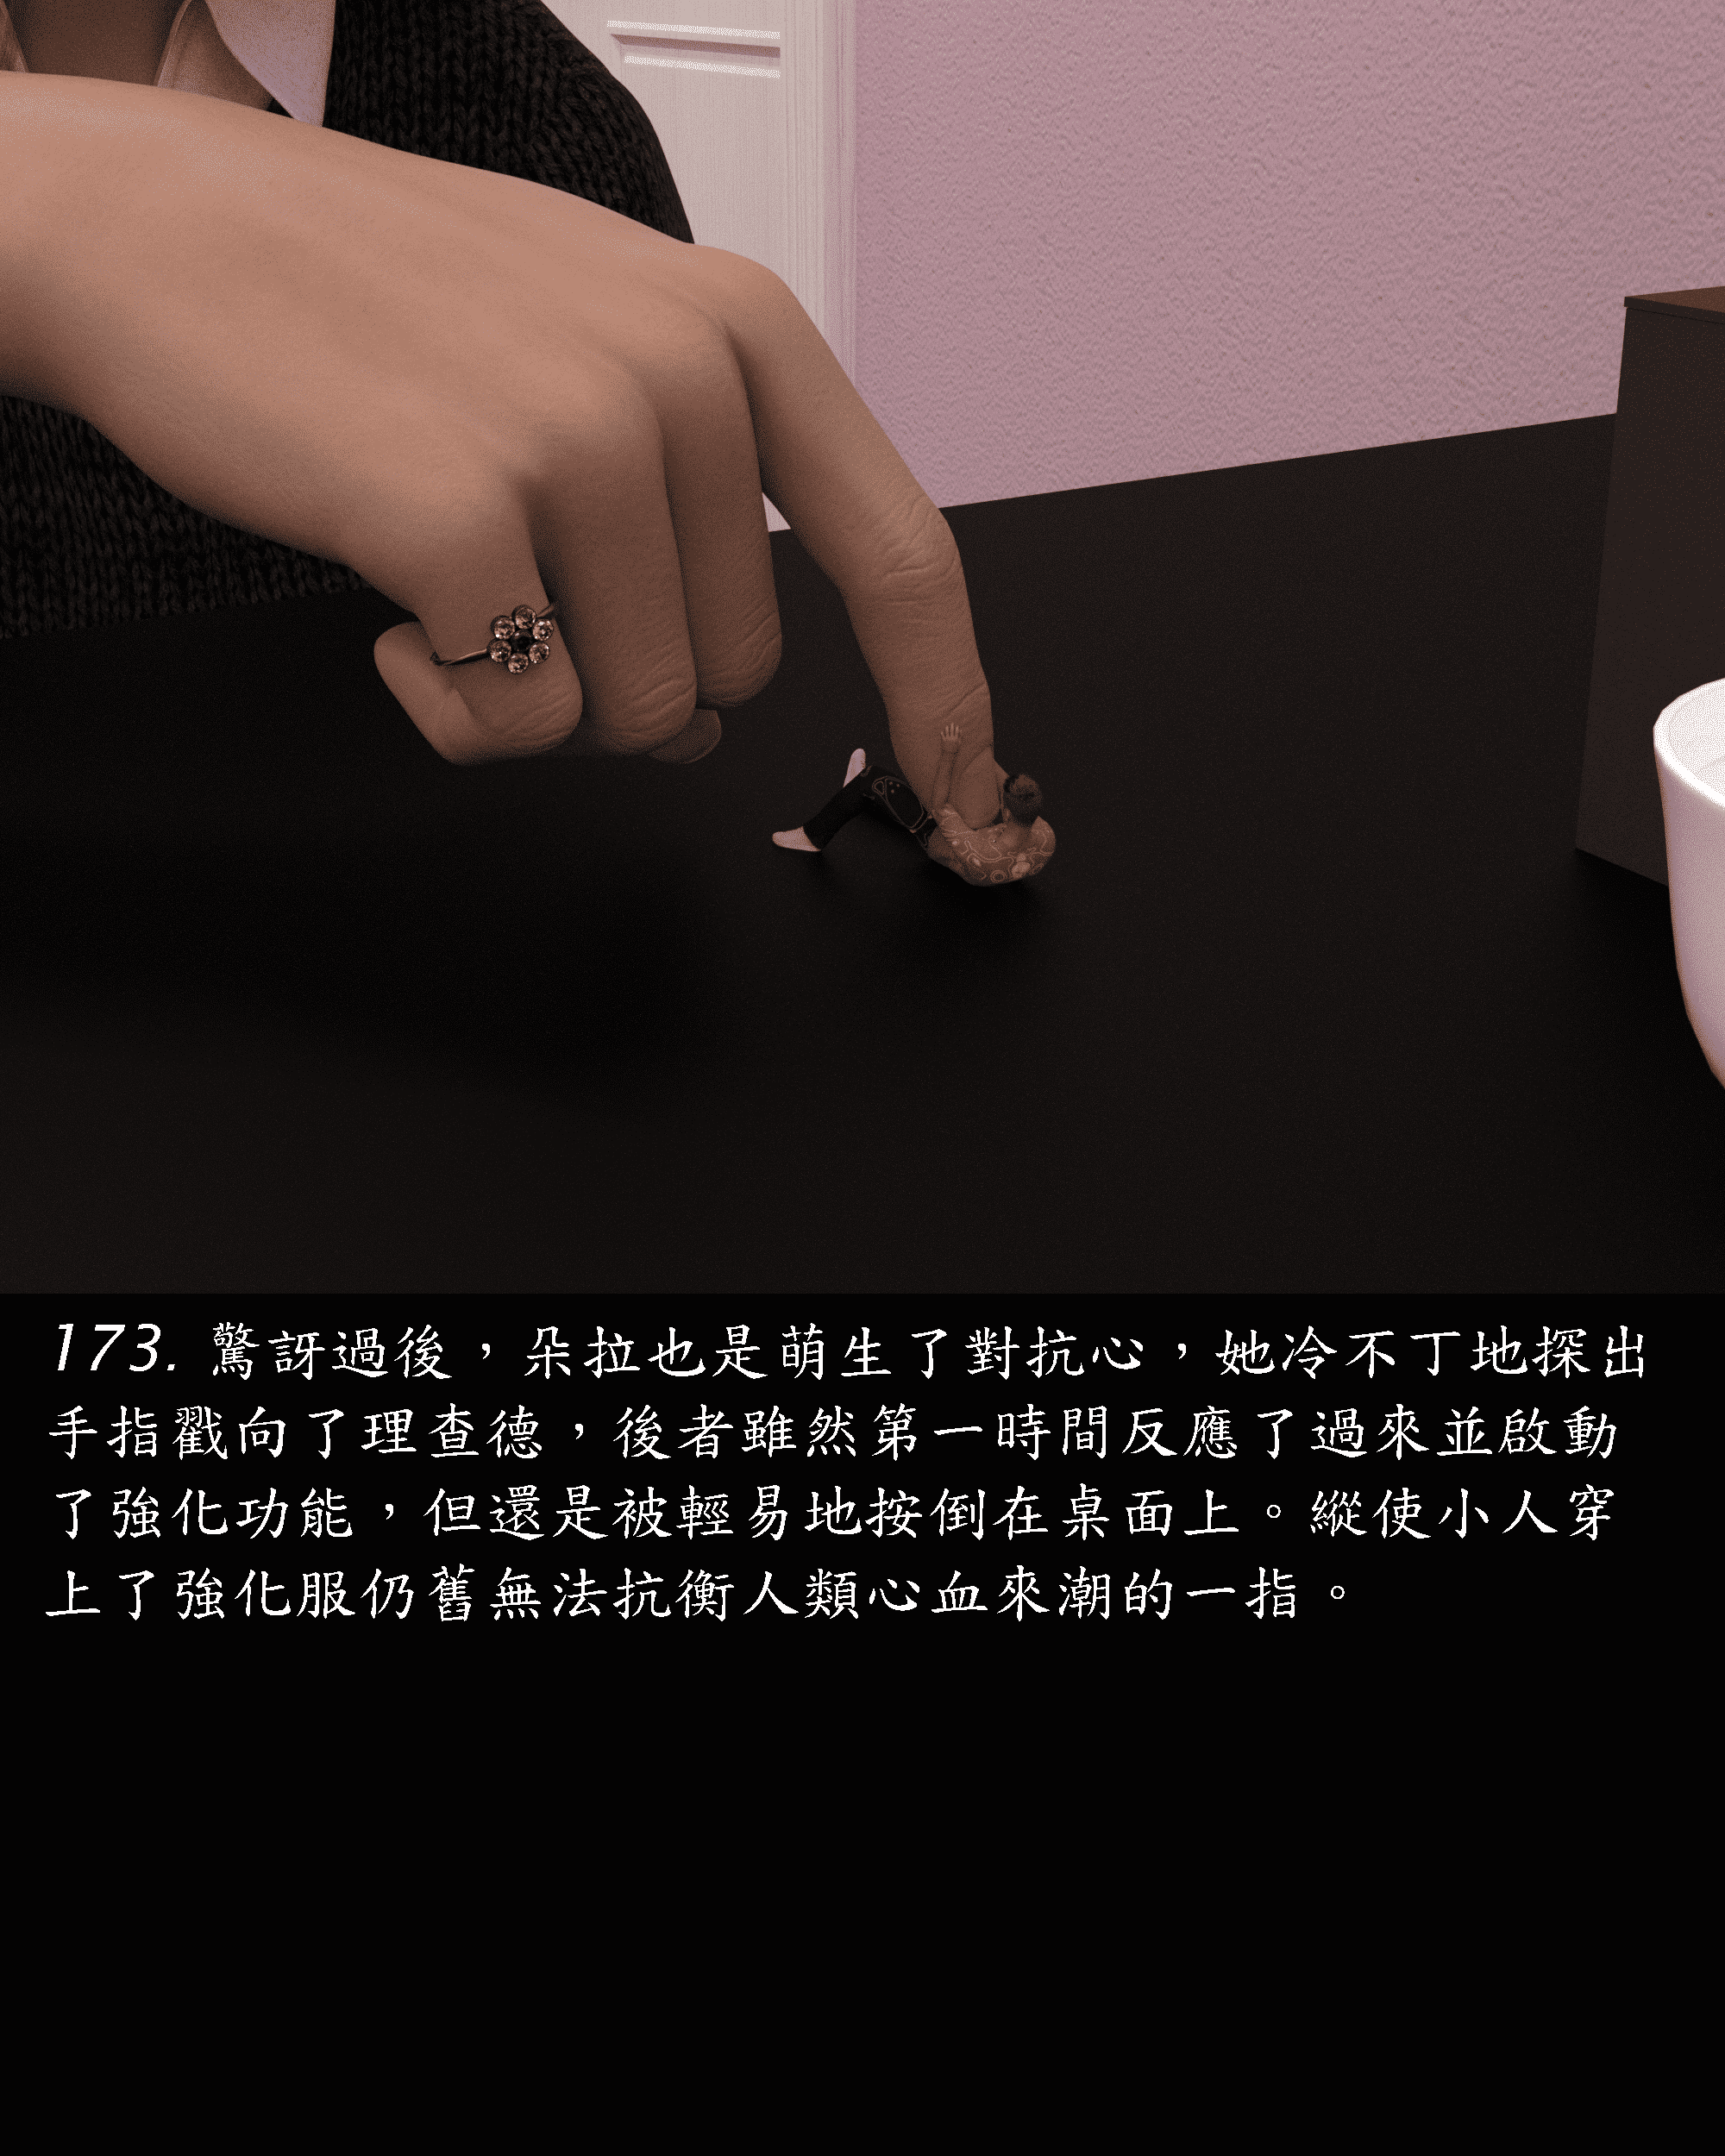 173. 驚訝過後，朵拉也是萌生了對抗心，她冷不丁地探出
手指戳向了理查德，後者雖然第一時間反應了過來並啟動
了強化功能，但還是被輕易地按倒在桌面上。縱使小人穿
上了強化服仍舊無法抗衡人類心血來潮的一指。